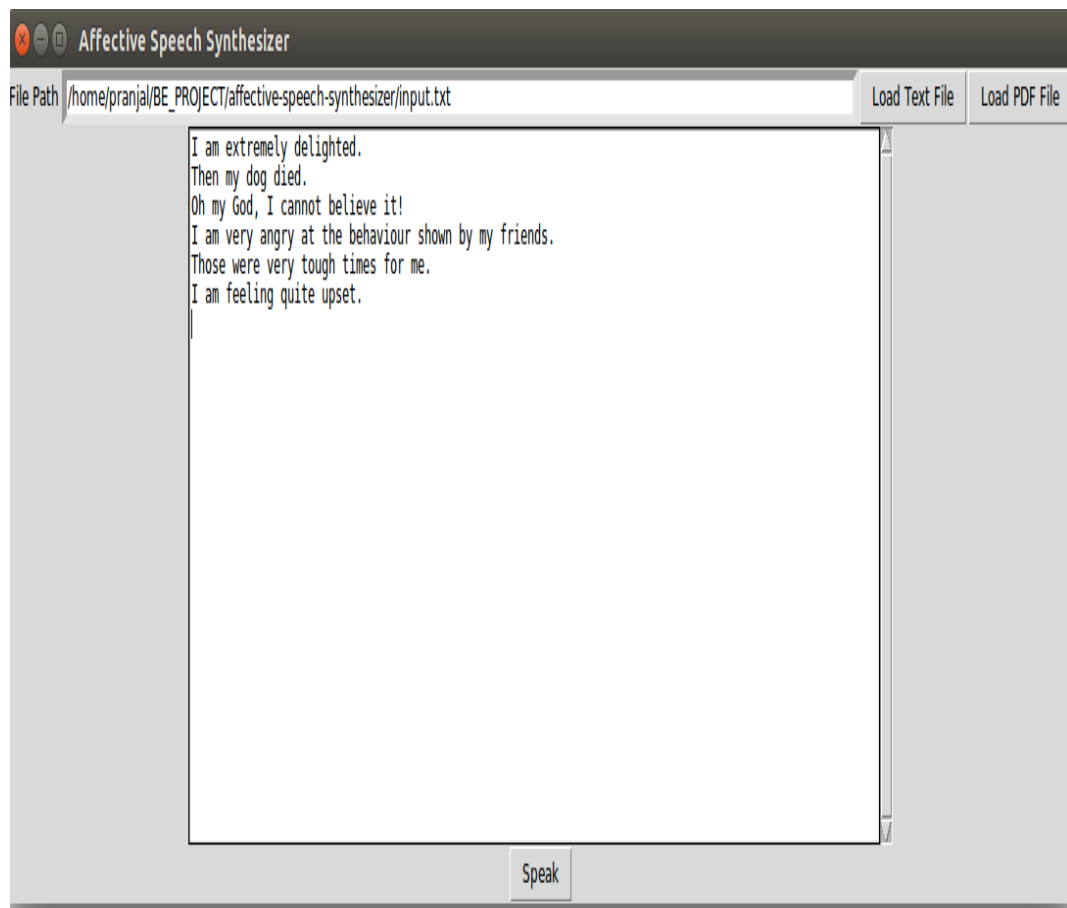 Affective Speech Synthesizer
File Path /home/pranjal/BE_PROJECT/affective-speech-synthesizer/input.txt Load Text File Load PDF File
I am extremely delighted.
Then my dog died.
Oh my God, I cannot believe it!
I am very angry at the behaviour shown by my friends.
Those were very tough times for me.
I am feeling quite upset.
Speak